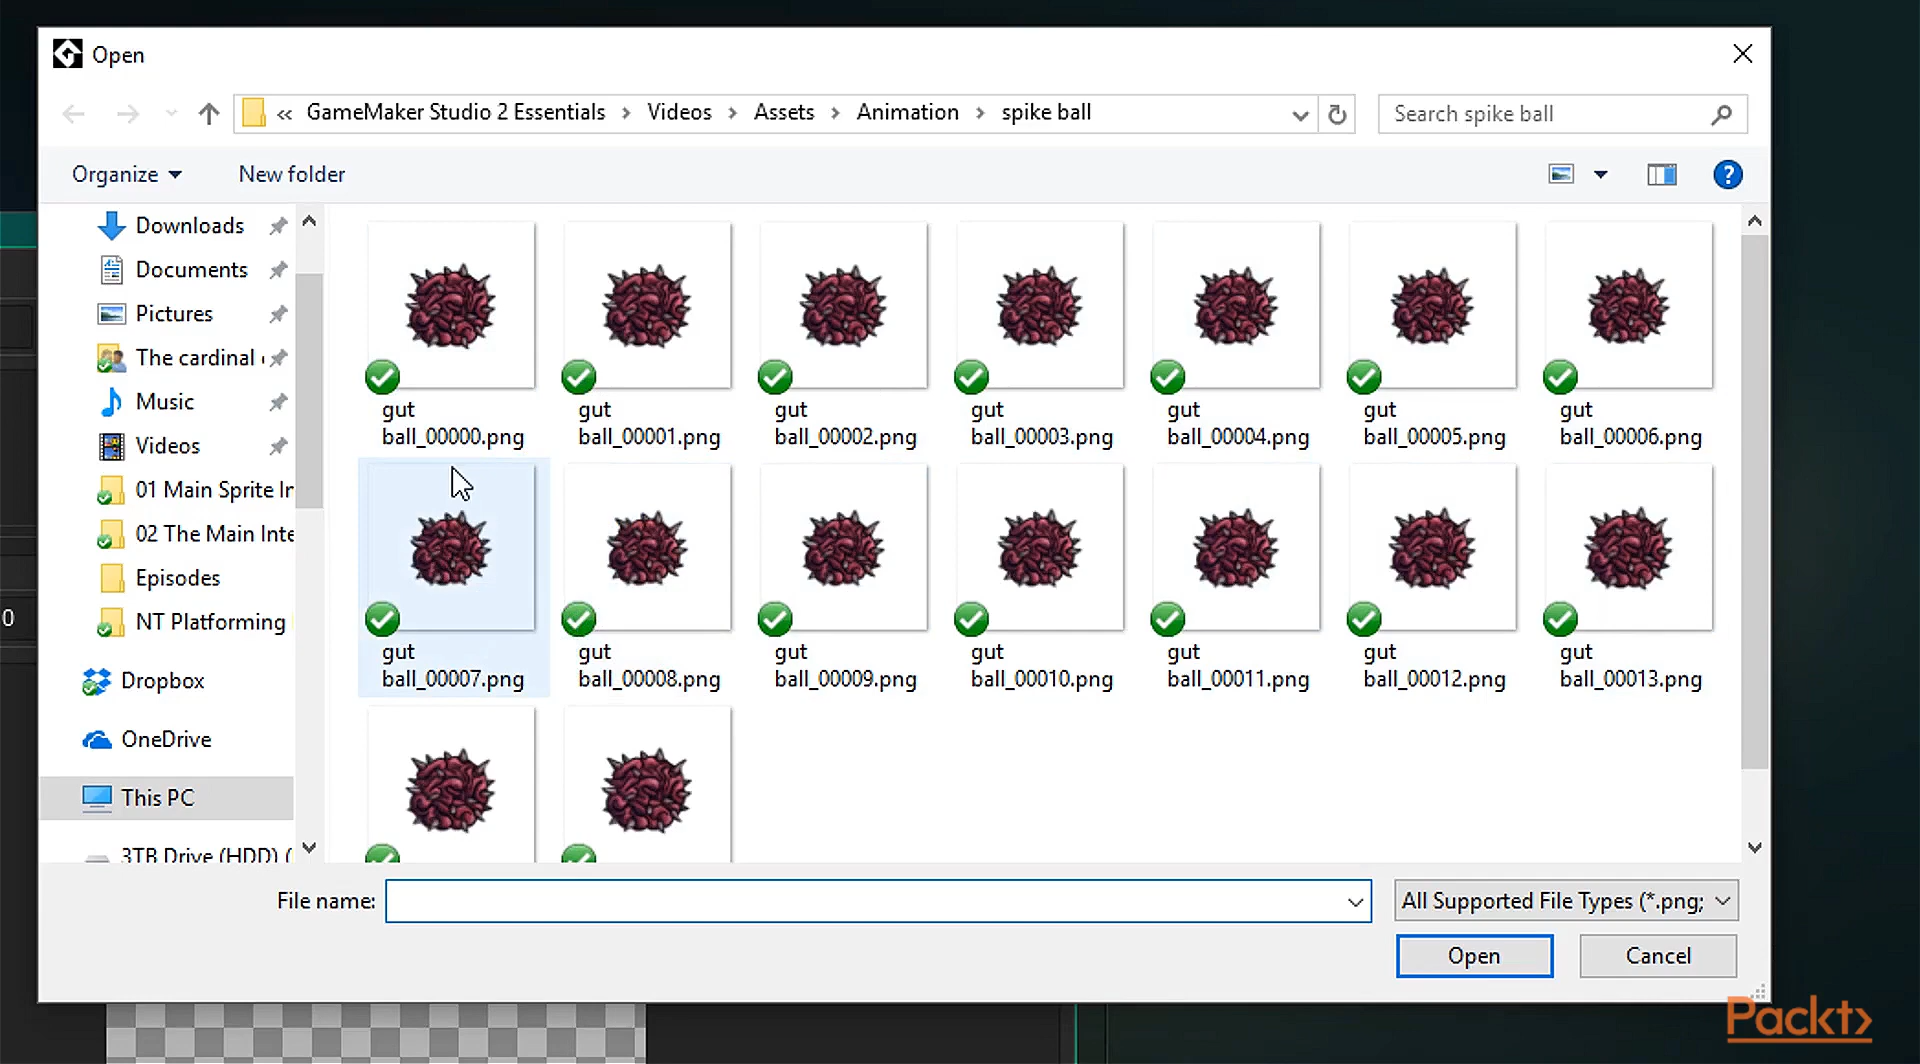 Open
« GameMaker Studio 2 Essentials › Videos › Assets › Animation › spike ball
Search spike ball
Organize
New folder
?
Downloads
Documents
Pictures
The cardinal
Music
Videos
01 Main Sprite In
02 The Main Inte
Episodes
NT Platforming
Dropbox
OneDrive
This PC
3TB Drive (HDD) (
gut
ball_00000.png
gut
ball_00001.png
gut
ball_00002.png
gut
ball_00003.png
gut
ball_00004.png
gut
ball_00005.png
gut
ball_00006.png
gut
ball_00007.png
gut
ball_00008.png
gut
ball_00009.png
gut
ball_00010.png
gut
ball_00011.png
gut
ball_00012.png
gut
ball_00013.png
0
File name:
All Supported File Types (*.png;
Open
Cancel
Packt>